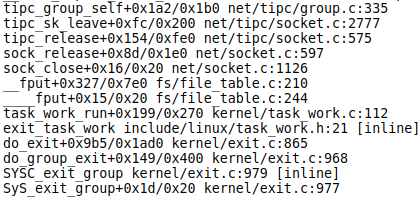 tipc_group_self+0x1a2/0x1b0 net/tipc/group.c:335
tipc_sk_leave+0xfc/0x200 net/tipc/socket.c:2777
tipc_release+0x154/0xfe0 net/tipc/socket.c:575
sock_release+0x8d/0x1e0 net/socket.c:597
sock_close+0x16/0x20 net/socket.c:1126
__fput+0x327/0x7e0 fs/file_table.c:210
____fput+0x15/0x20 fs/file_table.c:244
task_work_run+0x199/0x270 kernel/task_work.c:112
exit_task_work include/linux/task_work.h:21 [inline]
do_exit+0x9b5/0x1ad0 kernel/exit.c:865
do_group_exit+0x149/0x400 kernel/exit.c:968
SYSC_exit_group kernel/exit.c:979 [inline]
SyS_exit_group+0x1d/0x20 kernel/exit.c:977